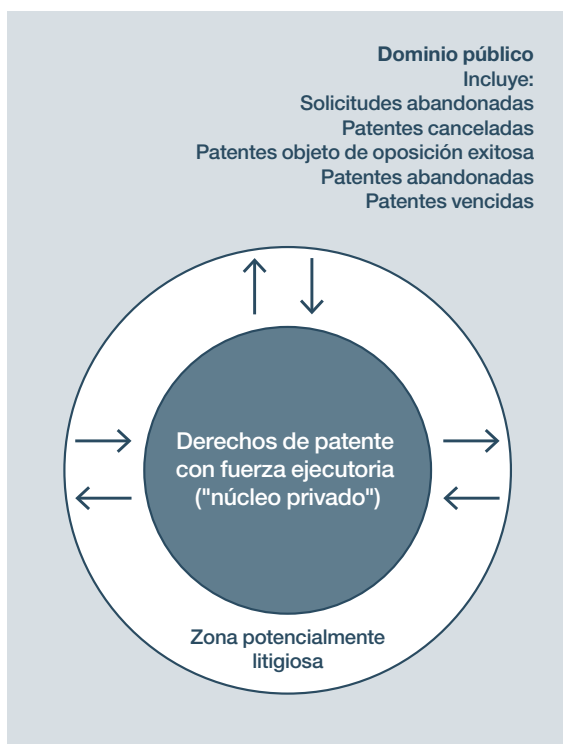 Dominio público
Incluye:
Solicitudes abandonadas
Patentes canceladas
Patentes objeto de oposición exitosa
Patentes abandonadas
Patentes vencidas
Derechos de patente
con fuerza ejecutoria
("núcleo privado")
Zona potencialmente
litigiosa